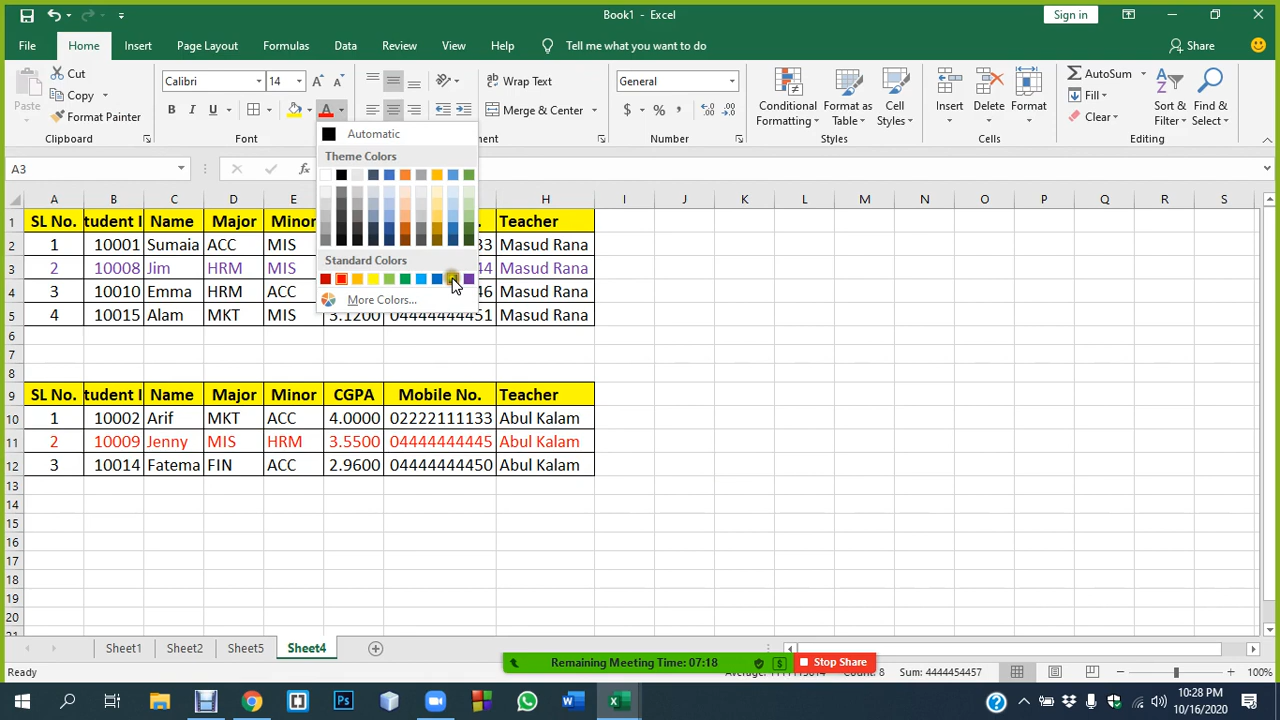 Book1 - Excel
Sign in
File Home Insert Page Layout Formulas Data Review View Help Tell me what you want to do Share
Paste
Cut
Copy
Format Painter
Clipboard
Calibri 14
B I U
Font
Wrap Text
Merge & Center
General
Number
Conditional Formatting
Format as Table
Cell Styles
Styles
Insert Delete Format
Cells
AutoSum
Fill
Clear
Sort & Filter
Find & Select
Editing
Automatic
Theme Colors
Standard Colors
More Colors...
A3
A B C D E H I J K L M N O P Q R S
1 SL No. Student I Name Major Minor Teacher
2 1 10001 Sumaia ACC MIS 33 Masud Rana
3 2 10008 Jim HRM MIS 44 Masud Rana
4 3 10010 Emma HRM ACC 46 Masud Rana
5 4 10015 Alam MKT MIS 3.1200 04444444451 Masud Rana
6
7
8
9 SL No. tudent I Name Major Minor CGPA Mobile No. Teacher
10 1 10002 Arif MKT ACC 4.0000 02222111133 Abul Kalam
11 2 10009 Jenny MIS HRM 3.5500 04444444445 Abul Kalam
12 3 10014 Fatema FIN ACC 2.9600 04444444450 Abul Kalam
13
14
15
16
17
18
19
20
Sheet1 Sheet2 Sheet5 Sheet4
Remaining Meeting Time: 07:18 Stop Share
Ready Count: 8 Sum: 4444454457 100%
10:28 PM
10/16/2020